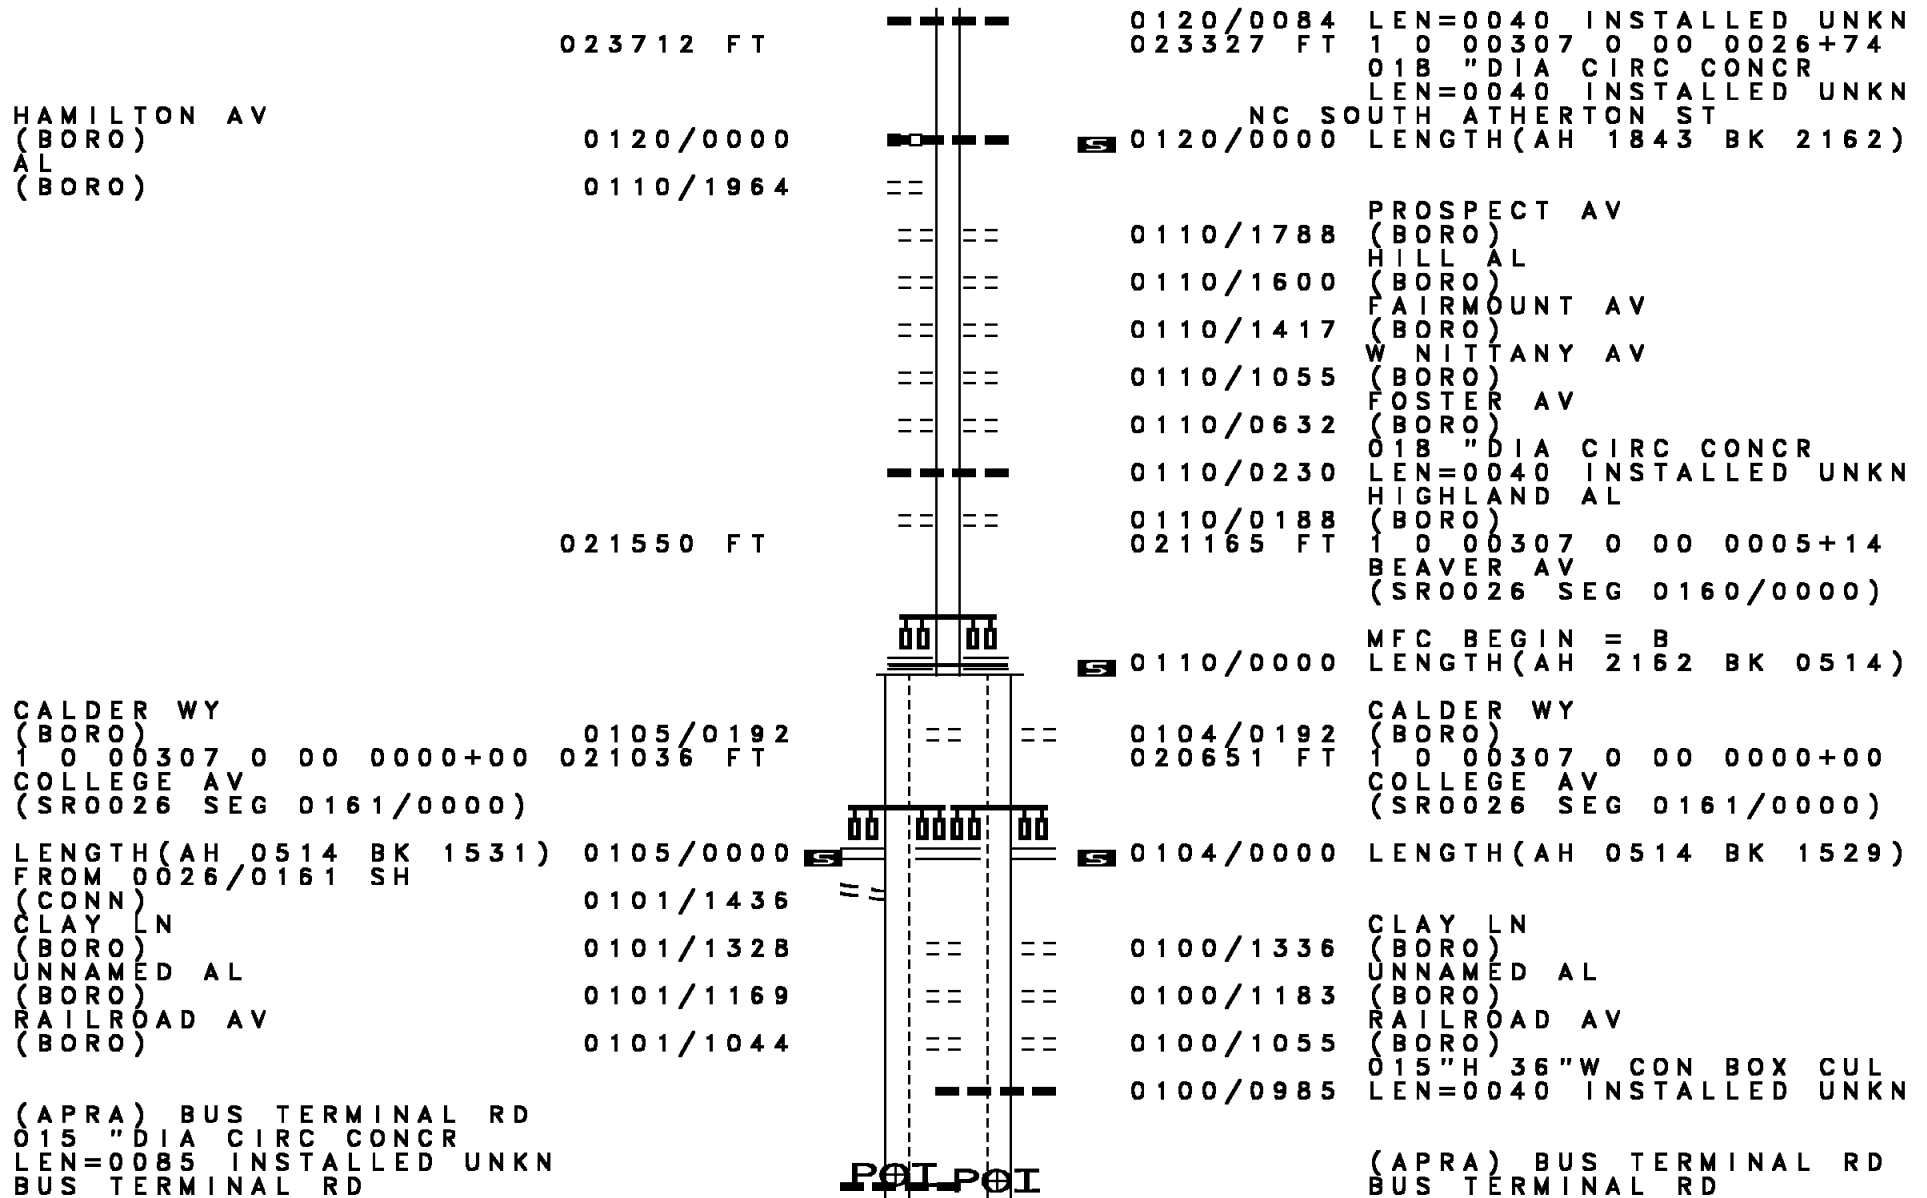 0120/0084 LEN=0040 INSTALLED UNKN
023712 FT
023327 FT 1 0 00307 0 00 0026+74
018 "DIA CIRC CONCR
LEN=0040 INSTALLED UNKN
HAMILTON AV
NC SOUTH ATHERTON ST
(BORO) 0120/0000
S 0120/0000 LENGTH(AH 1843 BK 2162)
AL
(BORO) 0110/1964
PROSPECT AV
0110/1788 (BORO)
HILL AL
0110/1600 (BORO)
FAIRMOUNT AV
0110/1417 (BORO)
W NITTANY AV
0110/1055 (BORO)
FOSTER AV
0110/0632 (BORO)
018 "DIA CIRC CONCR
0110/0230 LEN=0040 INSTALLED UNKN
HIGHLAND AL
0110/0188 (BORO)
021550 FT
021165 FT 1 0 00307 0 00 0005+14
BEAVER AV
(SR0026 SEG 0160/0000)
MFC BEGIN = B
S 0110/0000 LENGTH(AH 2162 BK 0514)
CALDER WY
(BORO) 0105/0192
1 0 00307 0 00 0000+00 021036 FT
COLLEGE AV
(SR0026 SEG 0161/0000)
CALDER WY
0104/0192 (BORO)
020651 FT 1 0 00307 0 00 0000+00
COLLEGE AV
(SR0026 SEG 0161/0000)
LENGTH(AH 0514 BK 1531) 0105/0000 S
S 0104/0000 LENGTH(AH 0514 BK 1529)
FROM 0026/0161 SH
(CONN) 0101/1436
CLAY LN
(BORO) 0101/1328
UNNAMED AL
(BORO) 0101/1169
RAILROAD AV
(BORO) 0101/1044
CLAY LN
0100/1336 (BORO)
UNNAMED AL
0100/1183 (BORO)
RAILROAD AV
0100/1055 (BORO)
015"H 36"W CON BOX CUL
0100/0985 LEN=0040 INSTALLED UNKN
(APRA) BUS TERMINAL RD
015 "DIA CIRC CONCR
LEN=0085 INSTALLED UNKN
BUS TERMINAL RD
POI POI
(APRA) BUS TERMINAL RD
BUS TERMINAL RD